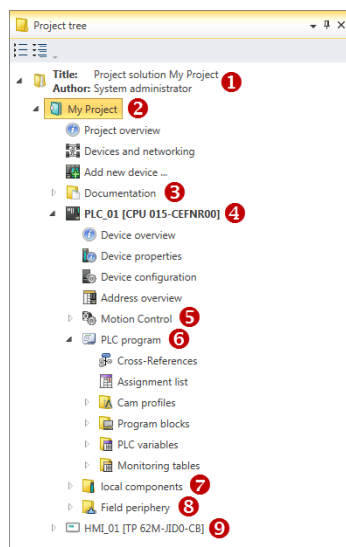 Project tree
Title: Project solution My Project
Author: System administrator
1
My Project 2
Project overview
Devices and networking
Add new device ...
Documentation 3
PLC_01 [CPU 015-CEFNR00] 4
Device overview
Device properties
Device configuration
Address overview
Motion Control 5
PLC program 6
Cross-References
Assignment list
Cam profiles
Program blocks
PLC variables
Monitoring tables
local components 7
Field periphery 8
HMI_01 [TP 62M-JID0-CB] 9